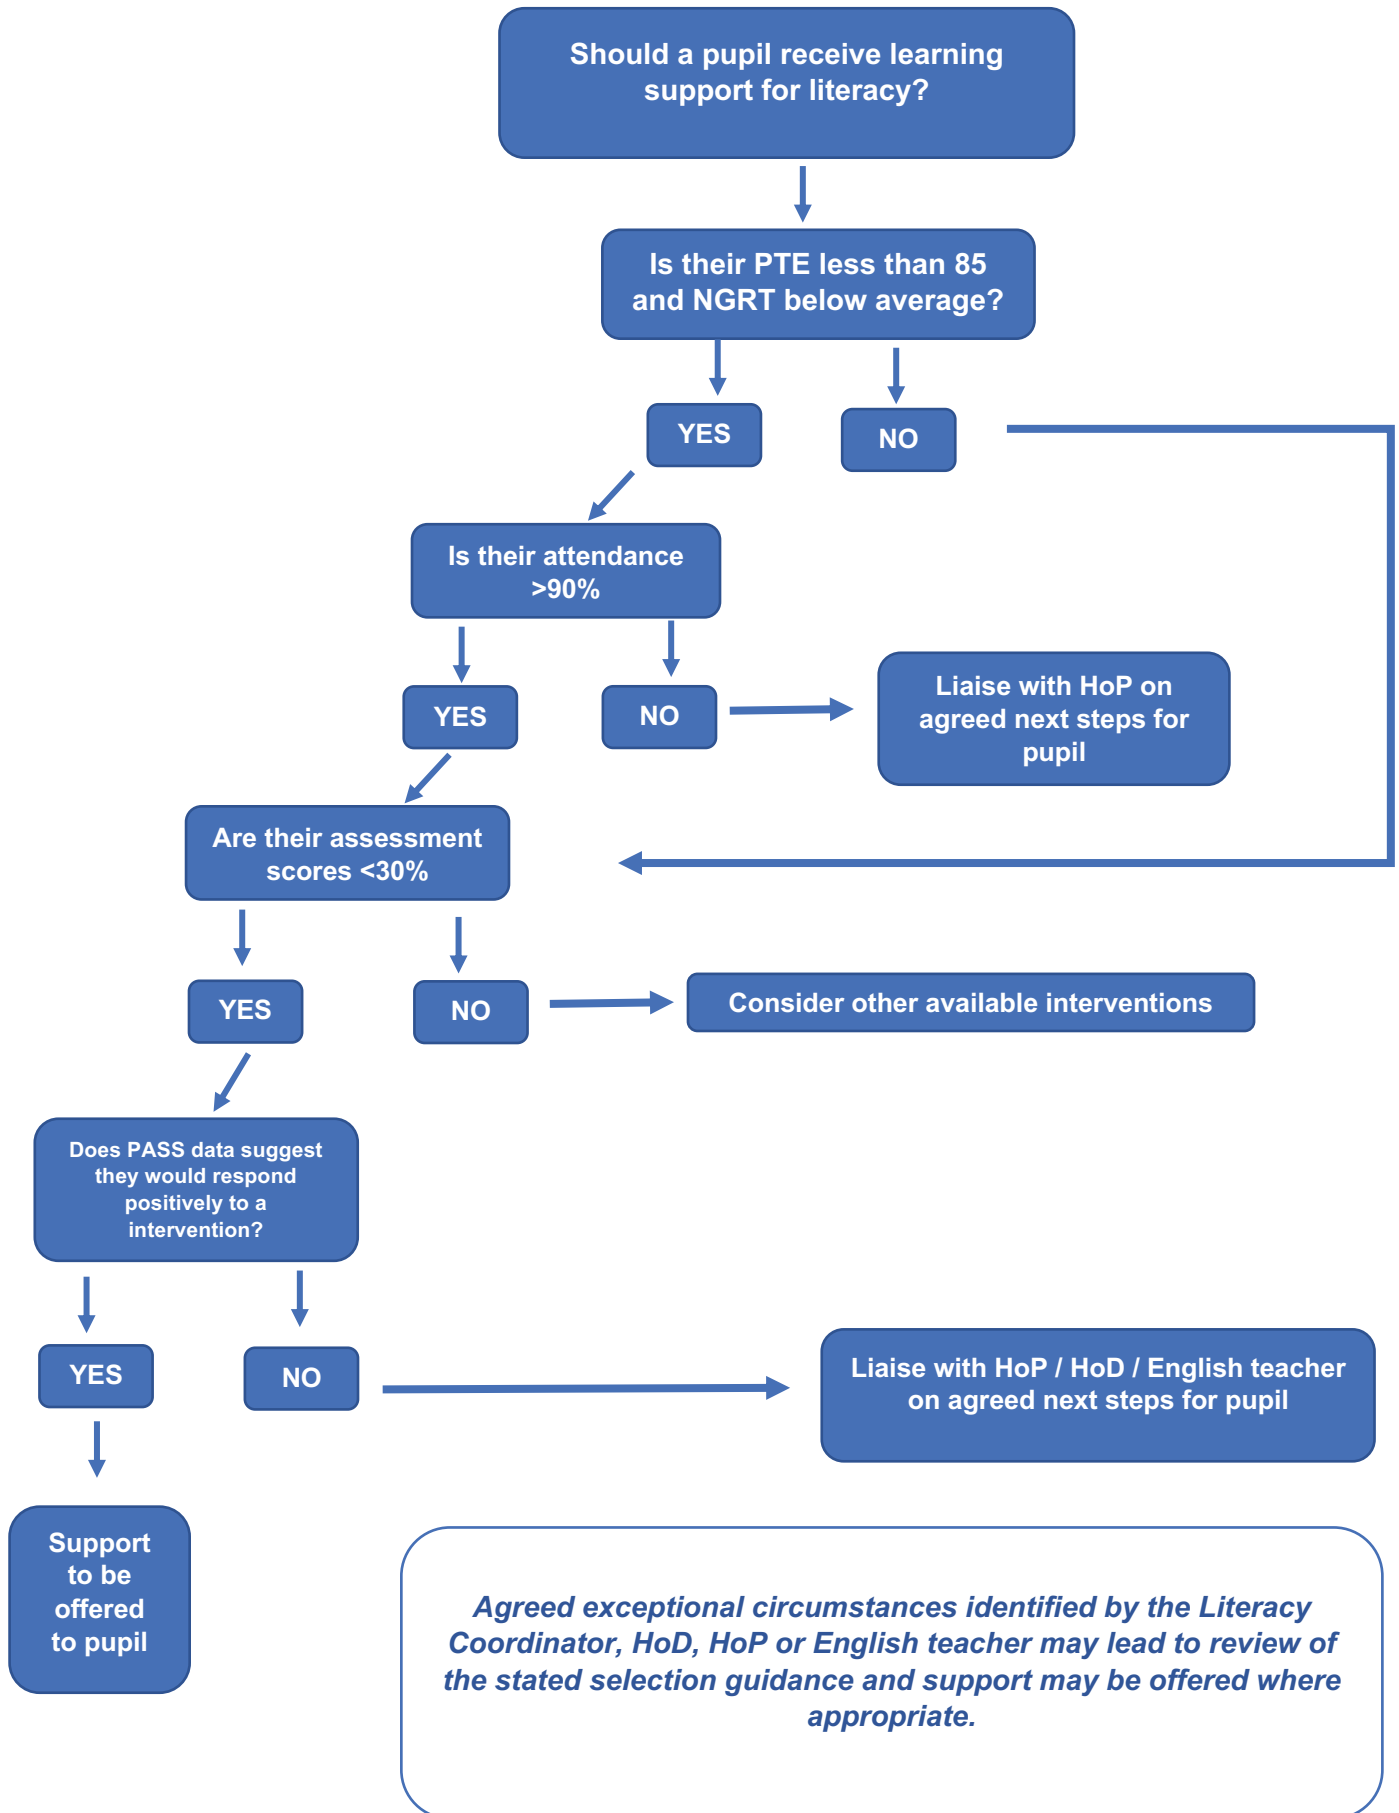 Should a pupil receive learning
support for literacy?
Is their PTE less than 85
and NGRT below average?
YES
NO
Is their attendance
>90%
YES
NO
Liaise with HoP on
agreed next steps for
pupil
Are their assessment
scores <30%
YES
NO
Consider other available interventions
Does PASS data suggest
they would respond
positively to a
intervention?
YES
NO
Liaise with HoP / HoD / English teacher
on agreed next steps for pupil
Support
to be
offered
to pupil
Agreed exceptional circumstances identified by the Literacy
Coordinator, HoD, HoP or English teacher may lead to review of
the stated selection guidance and support may be offered where
appropriate.